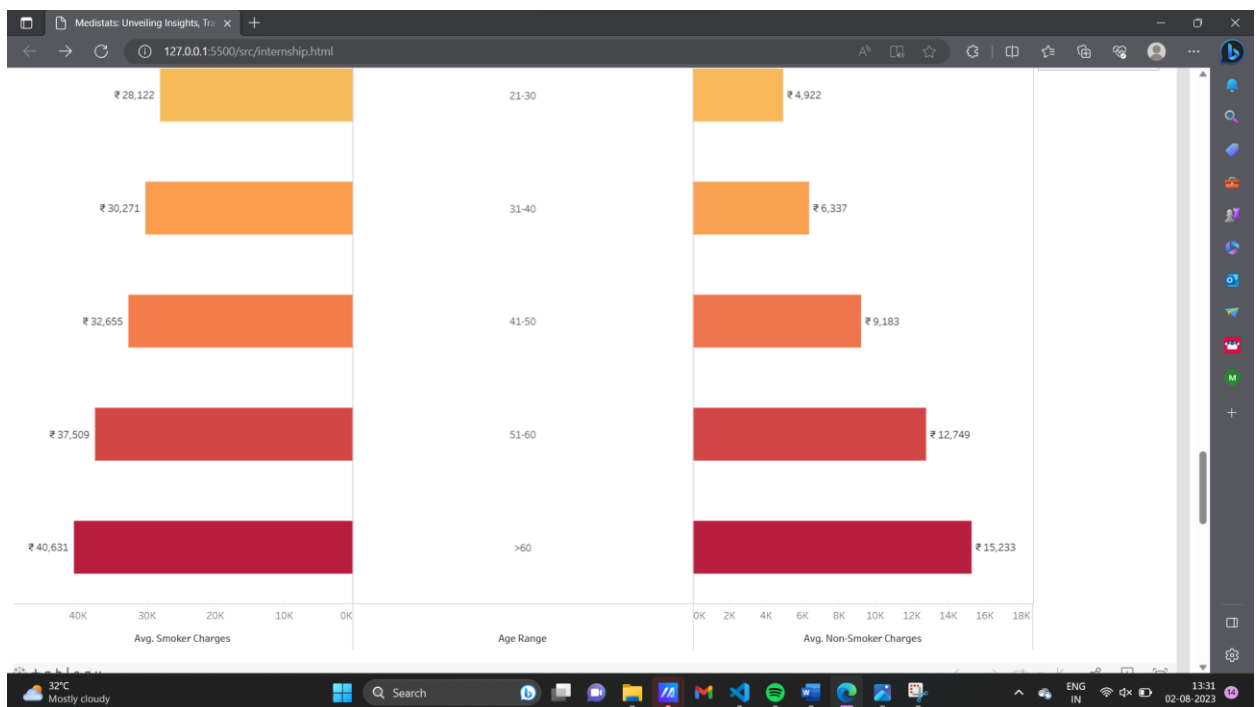 Medistats: Unveiling Insights, Tra
127.0.0.1:5500/src/internship.html
₹ 28,122 21-30 ₹ 4,922
₹ 30,271 31-40 ₹ 6,337
₹ 32,655 41-50 ₹ 9,183
₹ 37,509 51-60 ₹ 12,749
₹ 40,631 >60 ₹ 15,233
40K 30K 20K 10K 0K 0K 2K 4K 6K 8K 10K 12K 14K 16K 18K
Avg. Smoker Charges Age Range Avg. Non-Smoker Charges
M
32°C
Mostly cloudy
Search
ENG
IN
13:31
02-08-2023
14